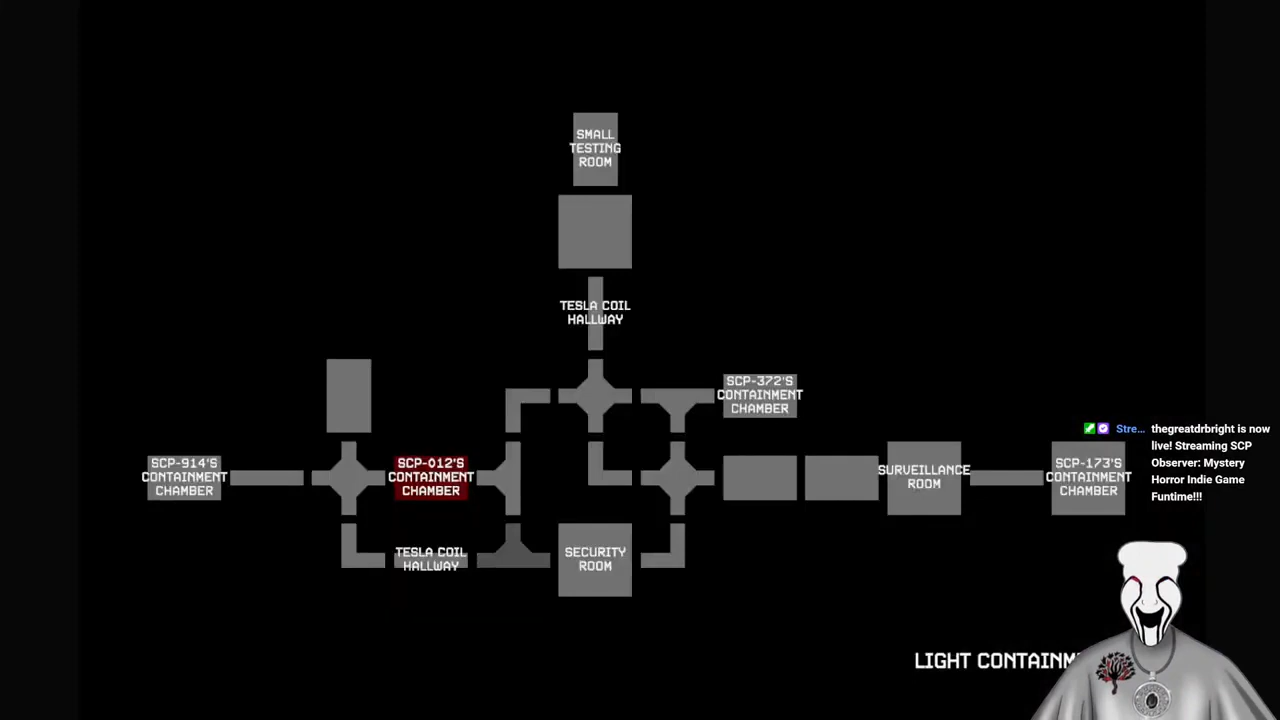 SMALL
TESTING
ROOM
TESLA COIL
HALLWAY
SCP-372'S
CONTAINMENT
CHAMBER
SCP-914'S
CONTAINMENT
CHAMBER
SCP-012'S
CONTAINMENT
CHAMBER
SURVEILLANCE
ROOM
SCP-173'S
CONTAINMENT
CHAMBER
Stre... thegreatdrbright is now
live! Streaming SCP
Observer: Mystery
Horror Indie Game
Funtime!!!
TESLA COIL
HALLWAY
SECURITY
ROOM
LIGHT CONTAINM